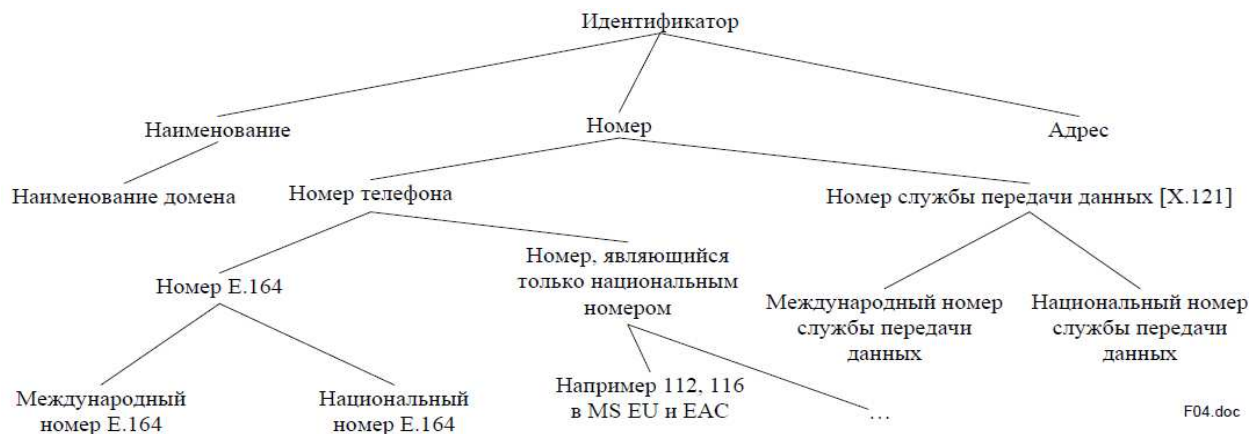 Идентификатор
Наименование
Номер
Адрес
Наименование домена
Номер телефона
Номер службы передачи данных [X.121]
Номер E.164
Номер, являющийся
только национальным
номером
Международный номер
службы передачи
данных
Национальный номер
службы передачи
данных
Международный
номер E.164
Национальный
номер E.164
Например 112, 116
в MS EU и EAC
...
F04.doc